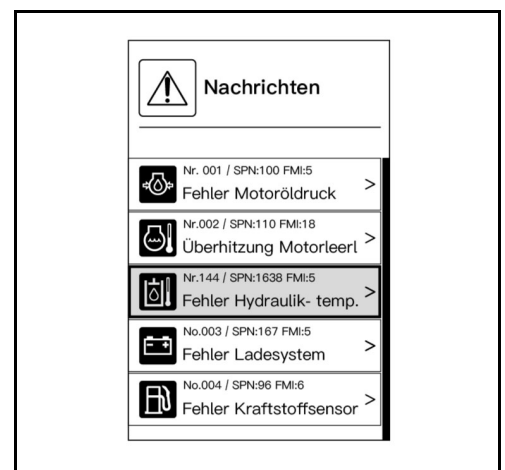 Nachrichten
Nr. 001 / SPN:100 FMI:5
Fehler Motoröldruck >
Nr.002 / SPN:110 FMI:18
Überhitzung Motorleerl >
Nr.144 / SPN:1638 FMI:5
Fehler Hydraulik- temp. >
No.003 / SPN:167 FMI:5
Fehler Ladesystem >
No.004 / SPN:96 FMI:6
Fehler Kraftstoffsensor >